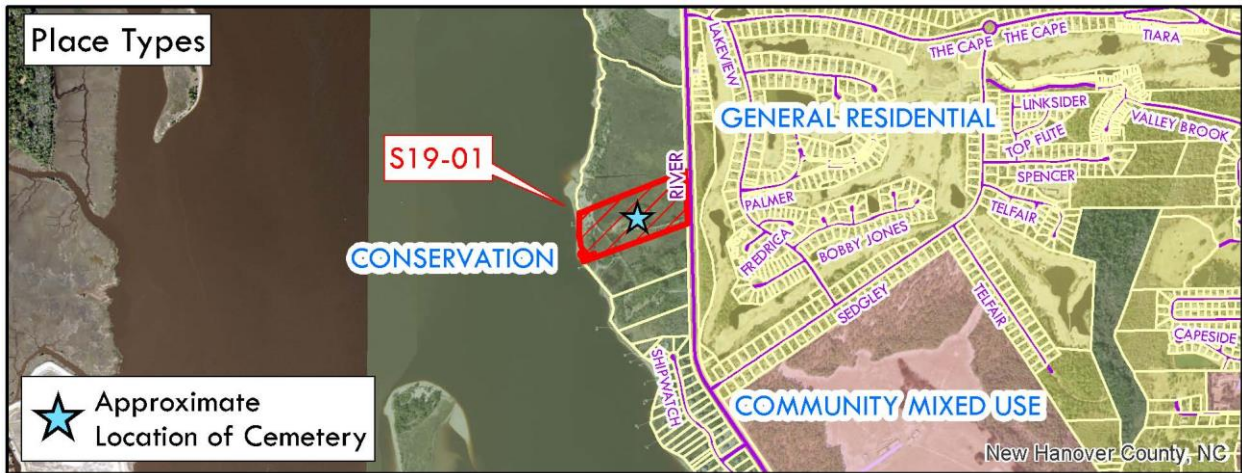 Place Types
THE CAPE
THE CAPE
TIARA
LAKEVIEW
LINKSIDER
GENERAL RESIDENTIAL
VALLEY BROOK
TOP FLITE
S19-01
RIVER
SPENCER
PALMER
TELFAIR
FREDRICA
BOBBY JONES
CONSERVATION
SEDGLEY
TELFAIR
CAPESIDE
SHIPWATCH
COMMUNITY MIXED USE
Approximate
Location of Cemetery
New Hanover County, NC